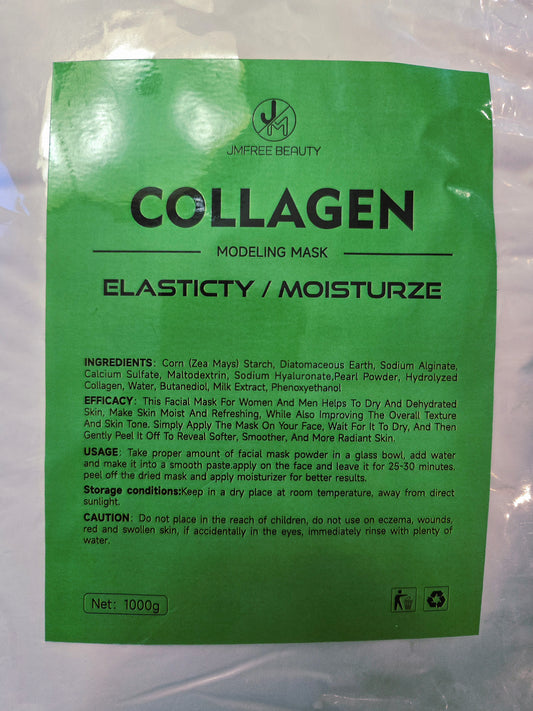 JM
JMFREE BEAUTY
COLLAGEN
MODELING MASK
ELASTICTY / MOISTURZE
INGREDIENTS: Corn (Zea Mays) Starch, Diatomaceous Earth, Sodium Alginate,
Calcium Sulfate, Maltodextrin, Sodium Hyaluronate,Pearl Powder, Hydrolyzed
Collagen, Water, Butanediol, Milk Extract, Phenoxyethanol
EFFICACY: This Facial Mask For Women And Men Helps To Dry And Dehydrated
Skin, Make Skin Moist And Refreshing, While Also Improving The Overall Texture
And Skin Tone. Simply Apply The Mask On Your Face, Wait For It To Dry, And Then
Gently Peel It Off To Reveal Softer, Smoother, And More Radiant Skin.
USAGE: Take proper amount of facial mask powder in a glass bowl, add water
and make it into a smooth paste.apply on the face and leave it for 25-30 minutes.
peel off the dried mask and apply moisturizer for better results.
Storage conditions:Keep in a dry place at room temperature, away from direct
sunlight.
CAUTION: Do not place in the reach of children, do not use on eczema, wounds,
red and swollen skin, if accidentally in the eyes, immediately rinse with plenty of
water.
Net: 1000g